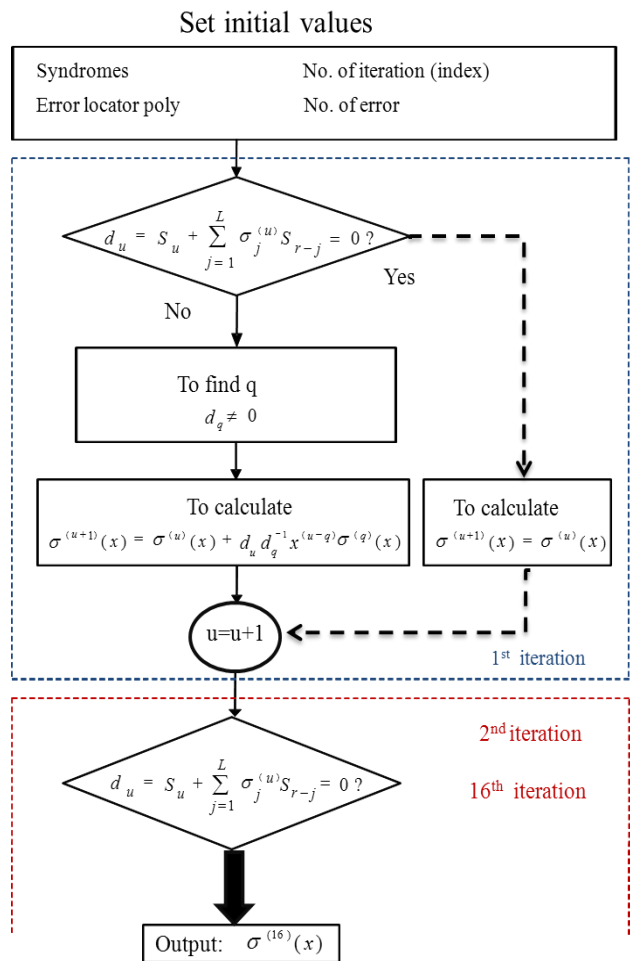 Set initial values
Syndromes No. of iteration (index)
Error locator poly No. of error
d_u = S_u + \sum_{j=1}^{L} σ_j^{(u)} S_{r-j} = 0 ?
Yes
No
To find q
d_q ≠ 0
To calculate
σ^{(u+1)}(x) = σ^{(u)}(x) + d_u d_q^{-1} x^{(u-q)} σ^{(q)}(x)
To calculate
σ^{(u+1)}(x) = σ^{(u)}(x)
u=u+1
1st iteration
2nd iteration
d_u = S_u + \sum_{j=1}^{L} σ_j^{(u)} S_{r-j} = 0 ?
16th iteration
Output: σ^{(16)}(x)